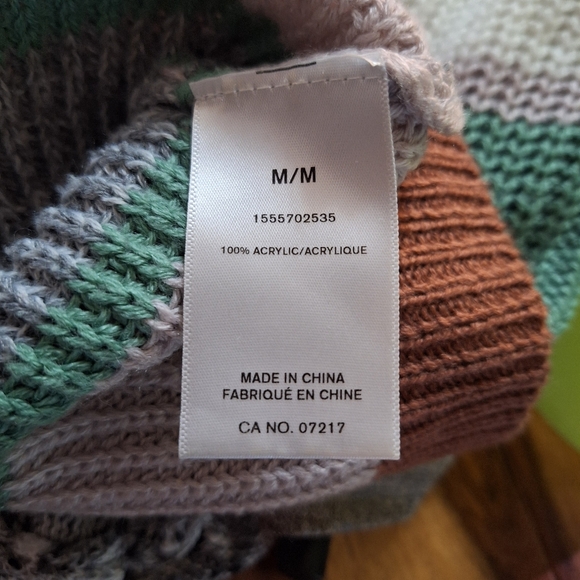 M/M
1555702535
100% ACRYLIC/ACRYLIQUE
MADE IN CHINA
FABRIQUÉ EN CHINE
CA NO. 07217